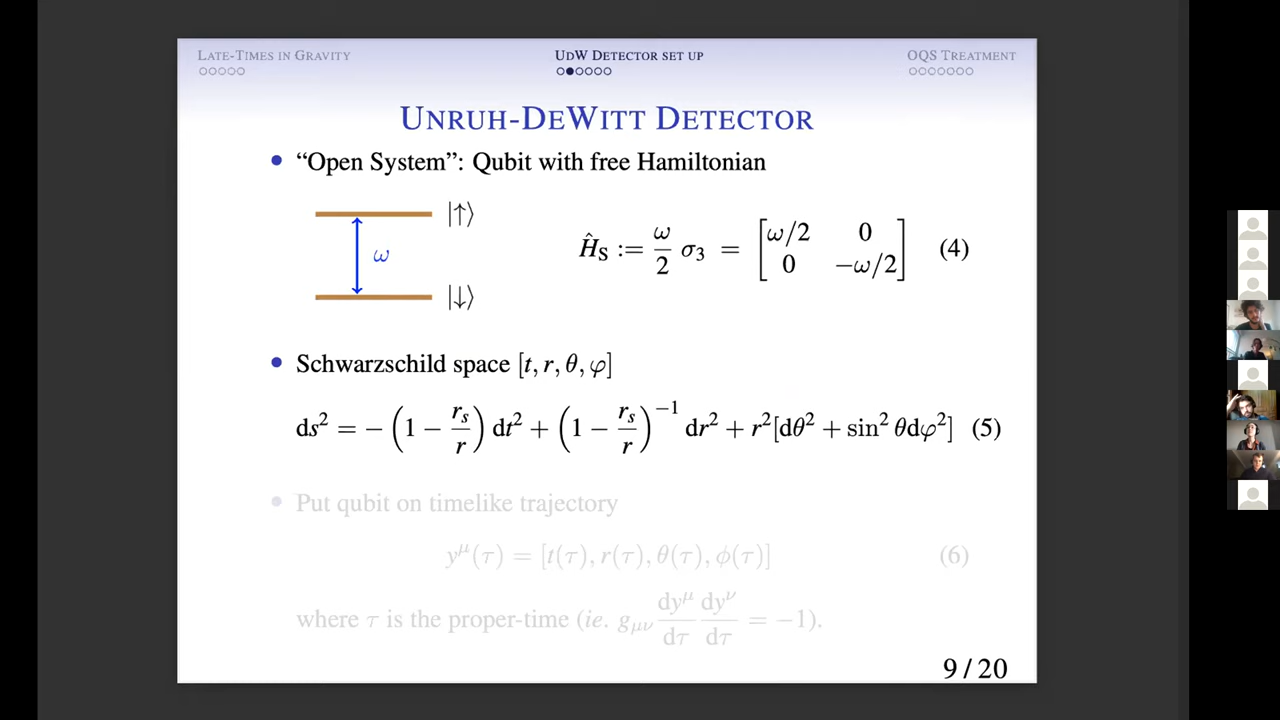 LATE-TIMES IN GRAVITY
UDW DETECTOR SET UP
OQS TREATMENT
UNRUH-DEWITT DETECTOR
• “Open System”: Qubit with free Hamiltonian
|↑⟩
ω
|↓⟩
Ĥ_S := ω/2 σ₃ = [ω/2 0; 0 −ω/2] (4)
• Schwarzschild space [t, r, θ, φ]
ds² = −(1 − r_s/r) dt² + (1 − r_s/r)⁻¹ dr² + r²[dθ² + sin² θdφ²] (5)
• Put qubit on timelike trajectory
y^μ(τ) = [t(τ), r(τ), θ(τ), ϕ(τ)] (6)
where τ is the proper-time (ie. g_μν dy^μ/dτ dy^ν/dτ = −1).
9 / 20